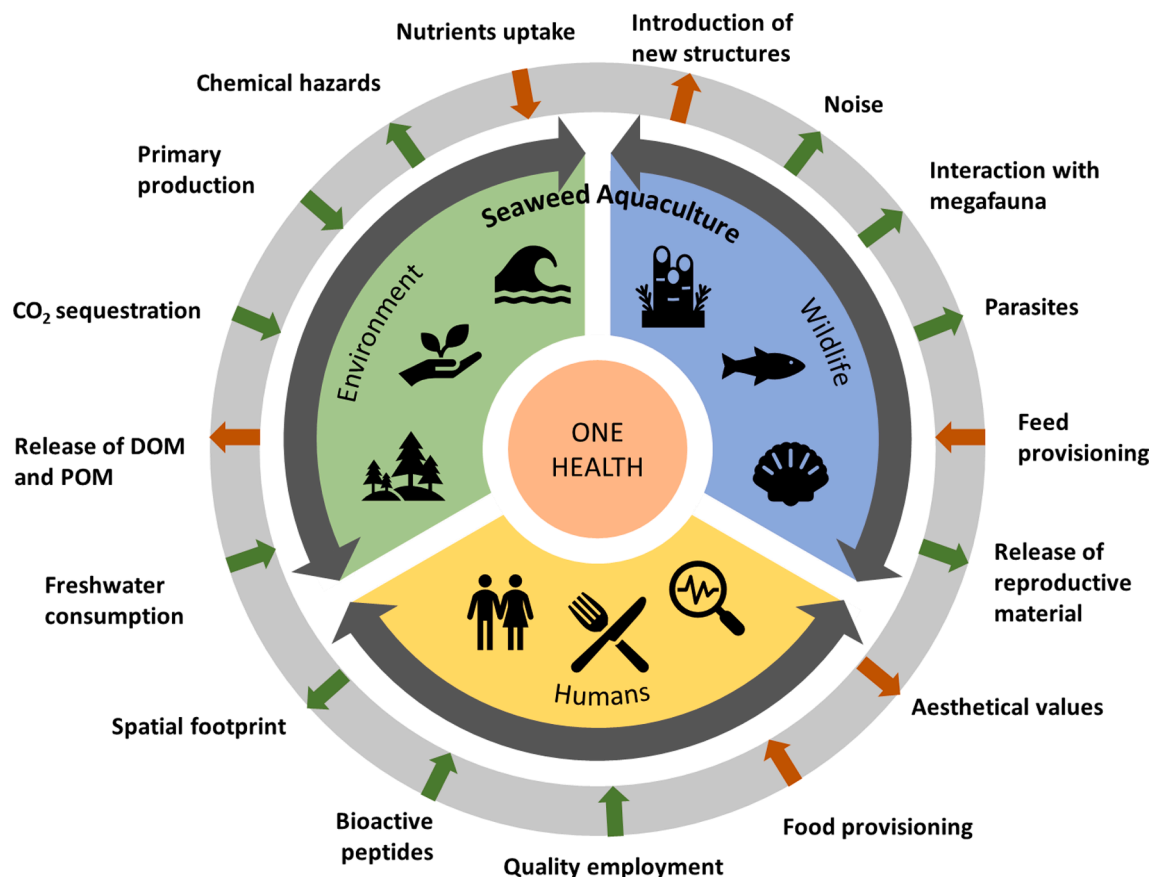 Nutrients uptake
Introduction of
new structures
Chemical hazards
Noise
Primary
production
Interaction with
megafauna
Seaweed Aquaculture
Environment
Wildlife
CO₂ sequestration
Parasites
ONE
HEALTH
Release of DOM
and POM
Feed
provisioning
Freshwater
consumption
Release of
reproductive
material
Humans
Spatial footprint
Aesthetical values
Bioactive
peptides
Food provisioning
Quality employment